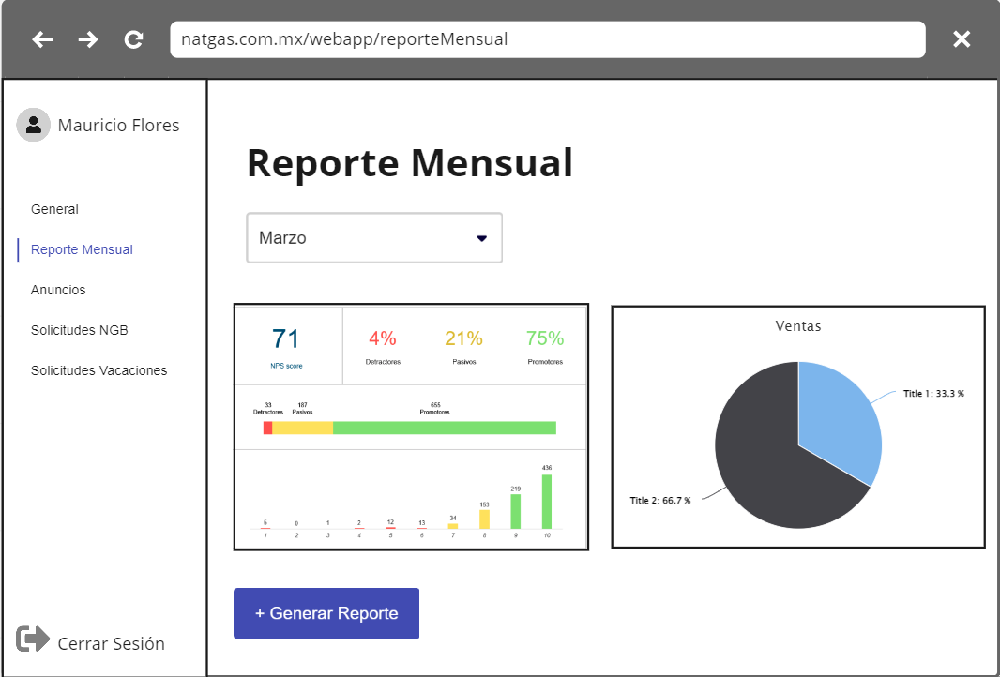 natgas.com.mx/webapp/reporteMensual
Mauricio Flores
General
Reporte Mensual
Anuncios
Solicitudes NGB
Solicitudes Vacaciones
Cerrar Sesión
Reporte Mensual
Marzo
71
NPS score
4% 21% 75%
Detractores Pasivos Promotores
33 187 655
Detractores Pasivos Promotores
5 0 1 2 12 13 34 153 219 436
1 2 3 4 5 6 7 8 9 10
Ventas
Title 1: 33.3 %
Title 2: 66.7 %
+ Generar Reporte